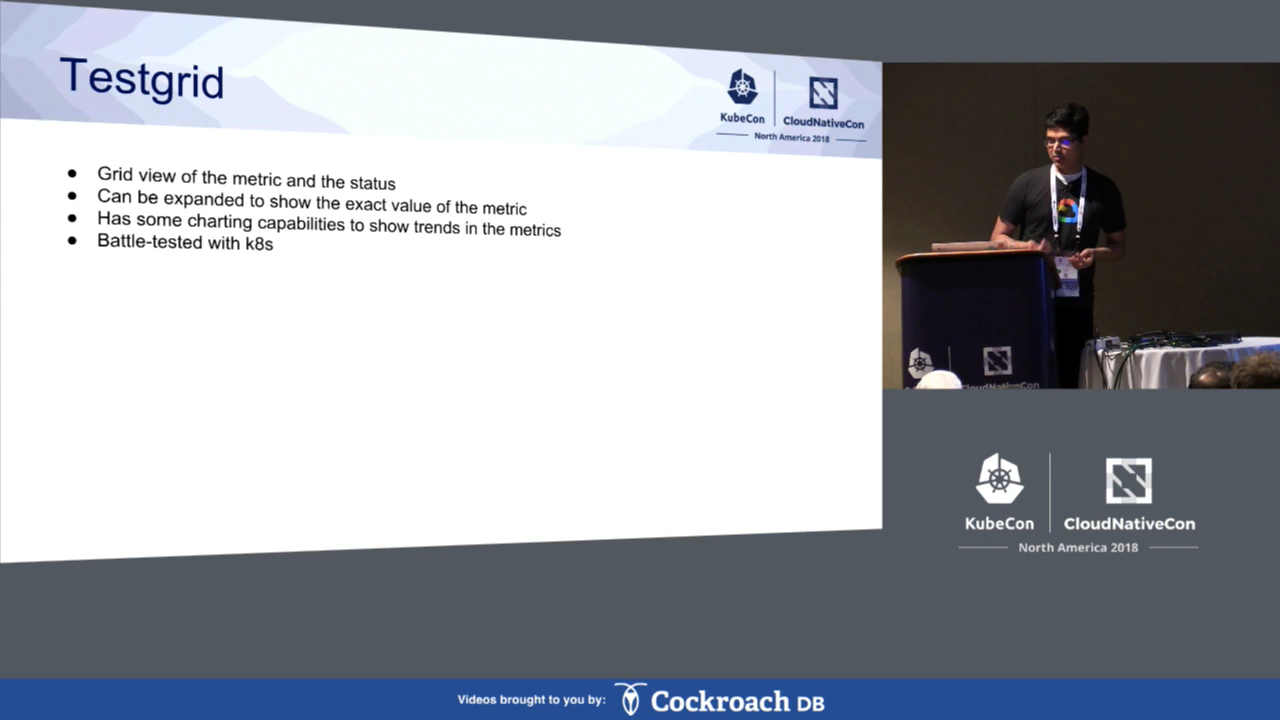 Testgrid
KubeCon
CloudNativeCon
North America 2018
Grid view of the metric and the status
Can be expanded to show the exact value of the metric
Has some charting capabilities to show trends in the metrics
Battle-tested with k8s
CloudNativeCon
KubeCon
CloudNativeCon
North America 2018
Videos brought to you by:
Cockroach DB